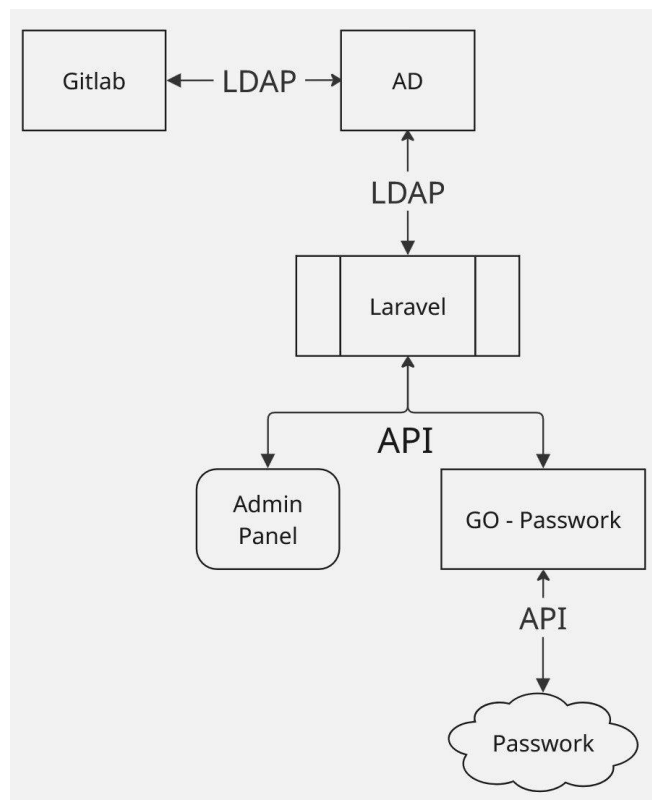 Gitlab
LDAP
AD
LDAP
Laravel
API
Admin
Panel
GO - Passwork
API
Passwork